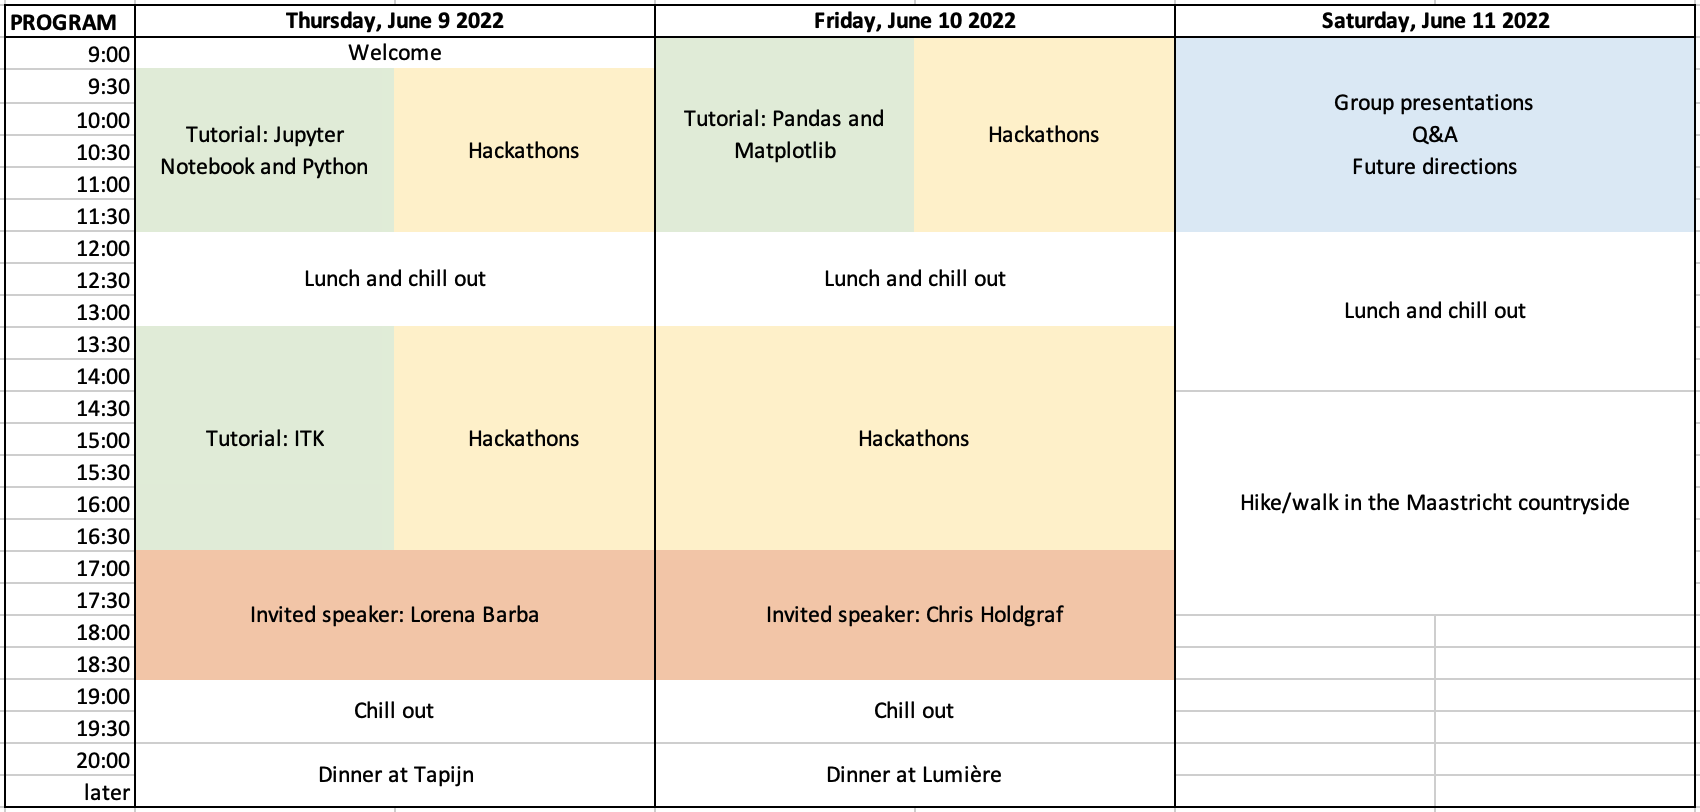 PROGRAM
Thursday, June 9 2022
Friday, June 10 2022
Saturday, June 11 2022
9:00
9:30
10:00
10:30
11:00
11:30
12:00
12:30
13:00
13:30
14:00
14:30
15:00
15:30
16:00
16:30
17:00
17:30
18:00
18:30
19:00
19:30
20:00
later
Welcome
Tutorial: Jupyter
Notebook and Python
Hackathons
Lunch and chill out
Tutorial: ITK
Hackathons
Invited speaker: Lorena Barba
Chill out
Dinner at Tapijn
Tutorial: Pandas and
Matplotlib
Hackathons
Lunch and chill out
Hackathons
Invited speaker: Chris Holdgraf
Chill out
Dinner at Lumière
Group presentations
Q&A
Future directions
Lunch and chill out
Hike/walk in the Maastricht countryside